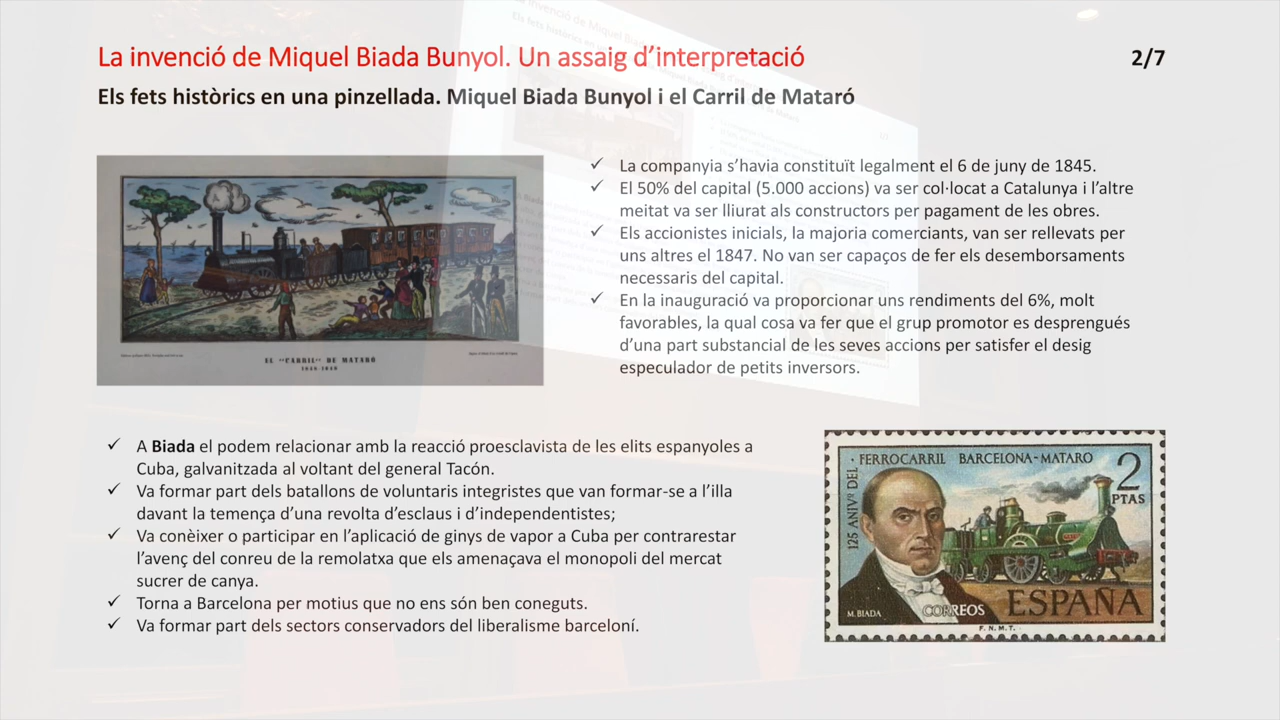 La invenció de Miquel Biada Bunyol. Un assaig d'interpretació
2/7
Els fets històrics en una pinzellada. Miquel Biada Bunyol i el Carril de Mataró
EL "CARRIL" DE MATARÓ
1848-1948
✓ La companyia s'havia constituït legalment el 6 de juny de 1845.
✓ El 50% del capital (5.000 accions) va ser col·locat a Catalunya i l'altre
meitat va ser lliurat als constructors per pagament de les obres.
✓ Els accionistes inicials, la majoria comerciants, van ser rellevats per
uns altres el 1847. No van ser capaços de fer els desemborsaments
necessaris del capital.
✓ En la inauguració va proporcionar uns rendiments del 6%, molt
favorables, la qual cosa va fer que el grup promotor es desprengués
d'una part substancial de les seves accions per satisfer el desig
especulador de petits inversors.
✓ A Biada el podem relacionar amb la reacció proesclavista de les elits espanyoles a
Cuba, galvanitzada al voltant del general Tacón.
✓ Va formar part dels batallons de voluntaris integristes que van formar-se a l'illa
davant la temença d'una revolta d'esclaus i d'independentistes;
✓ Va conèixer o participar en l'aplicació de ginys de vapor a Cuba per contrarestar
l'avenç del conreu de la remolatxa que els amenaçava el monopoli del mercat
sucrer de canya.
✓ Torna a Barcelona per motius que no ens són ben coneguts.
✓ Va formar part dels sectors conservadors del liberalisme barceloní.
125 ANIVº DEL
· FERROCARRIL BARCELONA-MATARO
2
PTAS
M. BIADA
CORREOS
ESPAÑA
F. N. M. T.